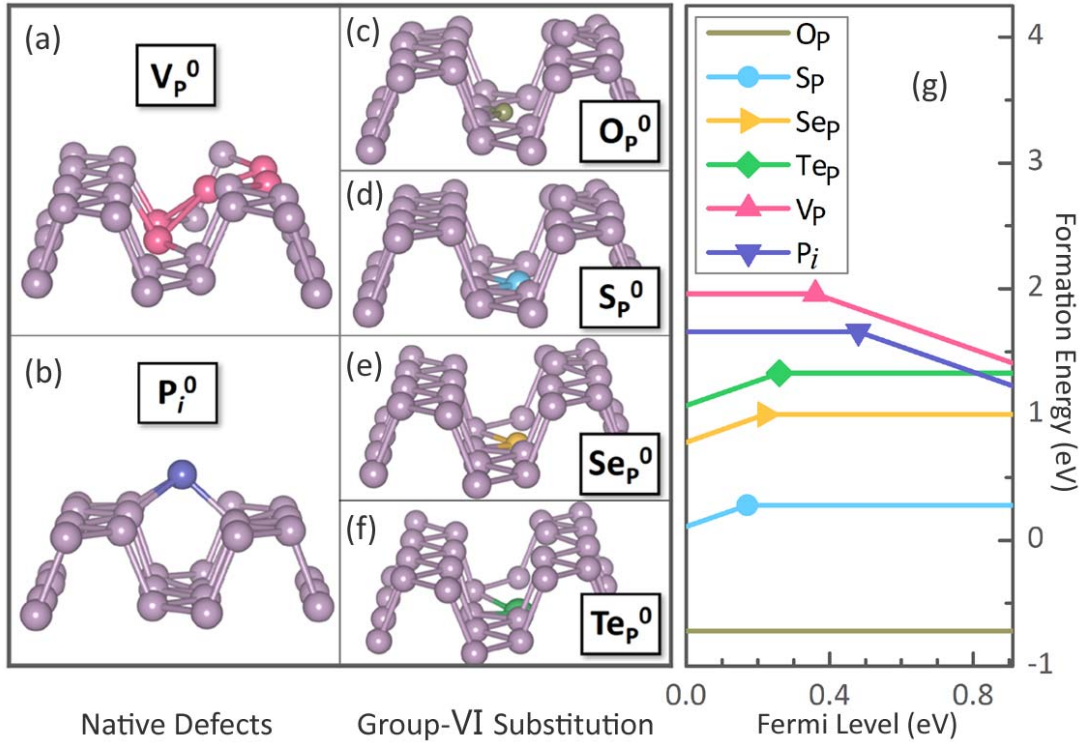 (a)
V_P^0
(b)
P_i^0
(c)
O_P^0
(d)
S_P^0
(e)
Se_P^0
(f)
Te_P^0
Native Defects
Group-VI Substitution
(g)
O_P
S_P
Se_P
Te_P
V_P
P_i
4
3
2
1
0
-1
Formation Energy (eV)
0.0 0.4 0.8
Fermi Level (eV)